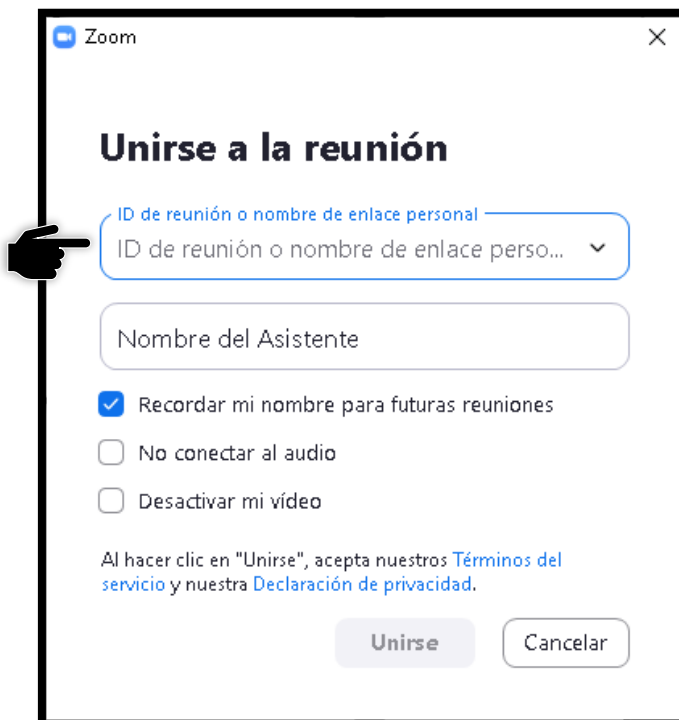 Zoom
Unirse a la reunión
ID de reunión o nombre de enlace personal
ID de reunión o nombre de enlace perso...
Nombre del Asistente
Recordar mi nombre para futuras reuniones
No conectar al audio
Desactivar mi vídeo
Al hacer clic en "Unirse", acepta nuestros Términos del
servicio y nuestra Declaración de privacidad.
Unirse Cancelar